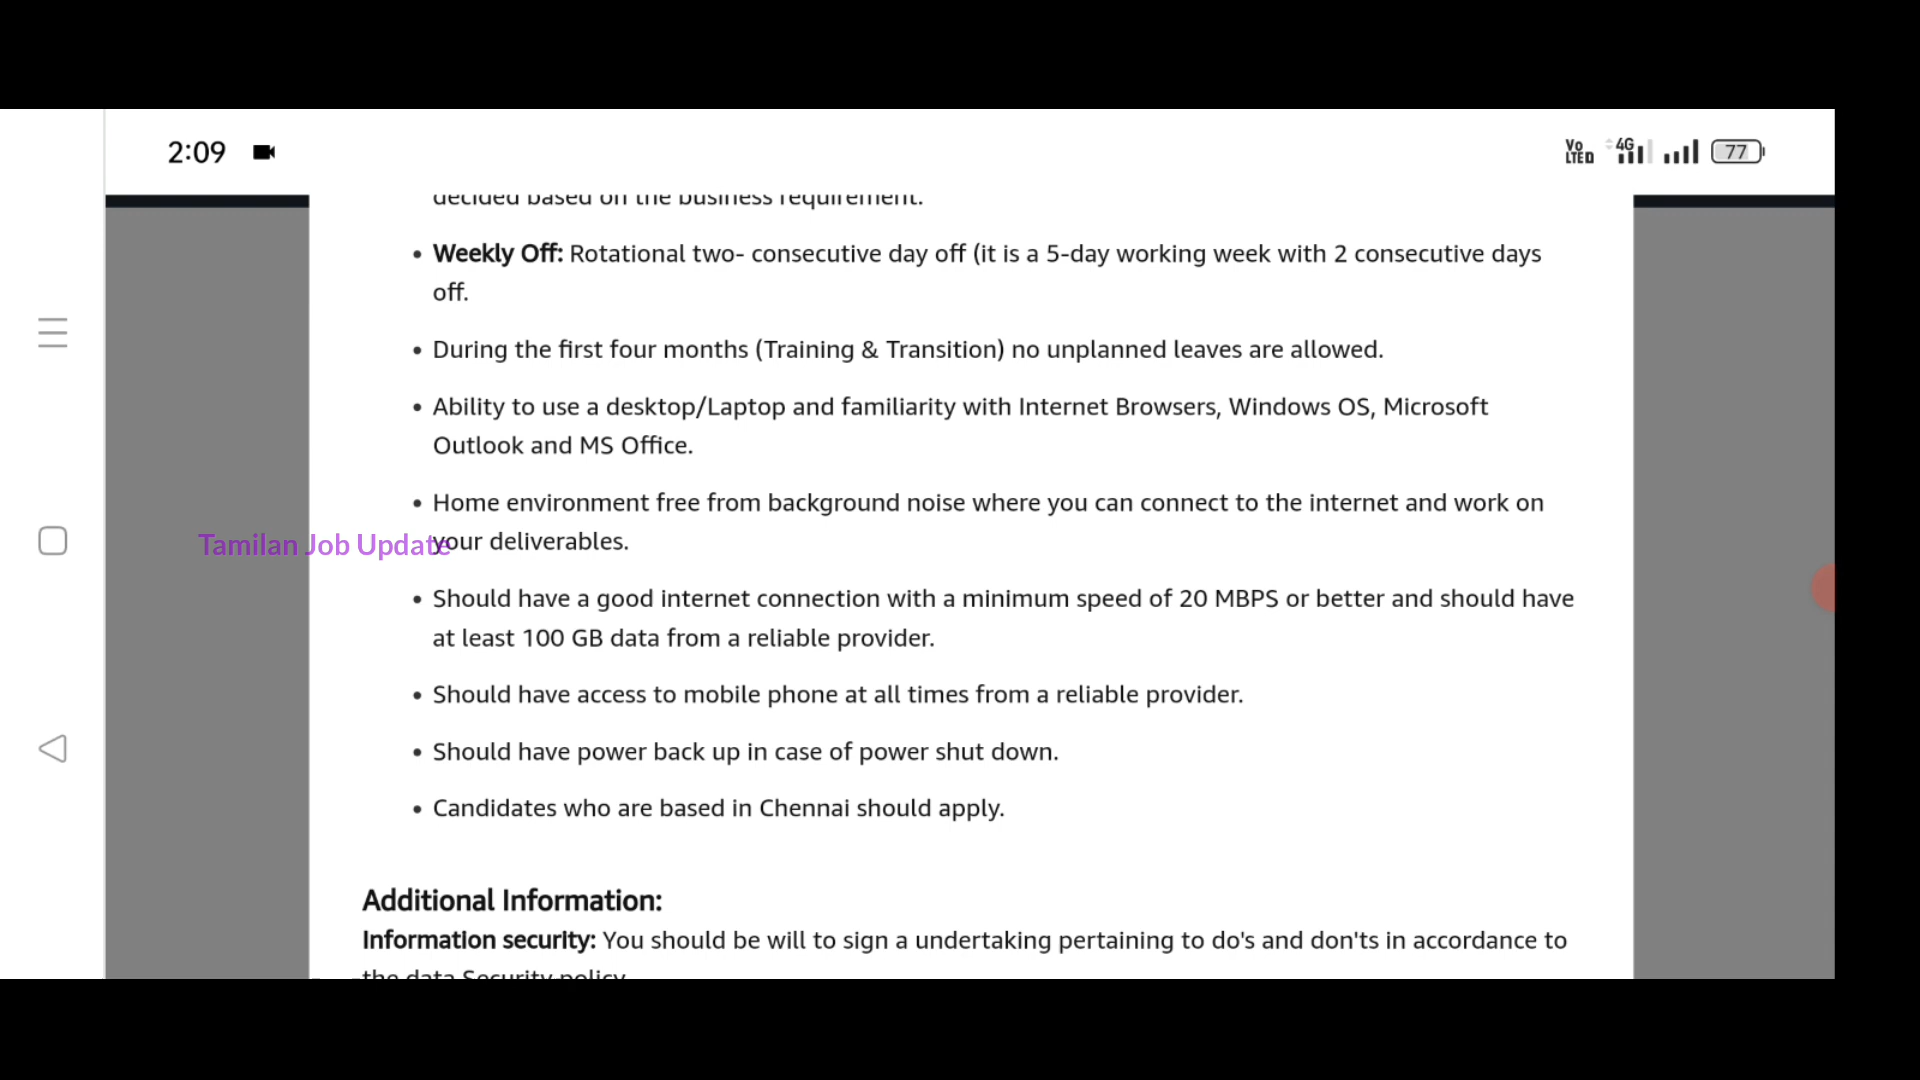 2:09
Vo LTE 4G 77
decided based on the business requirement.
• Weekly Off: Rotational two- consecutive day off (it is a 5-day working week with 2 consecutive days
off.
• During the first four months (Training & Transition) no unplanned leaves are allowed.
• Ability to use a desktop/Laptop and familiarity with Internet Browsers, Windows OS, Microsoft
Outlook and MS Office.
• Home environment free from background noise where you can connect to the internet and work on
your deliverables.
Tamilan Job Update
• Should have a good internet connection with a minimum speed of 20 MBPS or better and should have
at least 100 GB data from a reliable provider.
• Should have access to mobile phone at all times from a reliable provider.
• Should have power back up in case of power shut down.
• Candidates who are based in Chennai should apply.
Additional Information:
Information security: You should be will to sign a undertaking pertaining to do's and don'ts in accordance to
the data Security policy